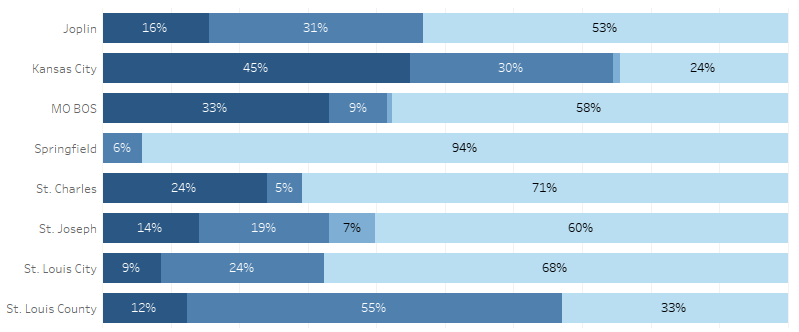 Joplin 16% 31% 53%
Kansas City 45% 30% 24%
MO BOS 33% 9% 58%
Springfield 6% 94%
St. Charles 24% 5% 71%
St. Joseph 14% 19% 7% 60%
St. Louis City 9% 24% 68%
St. Louis County 12% 55% 33%